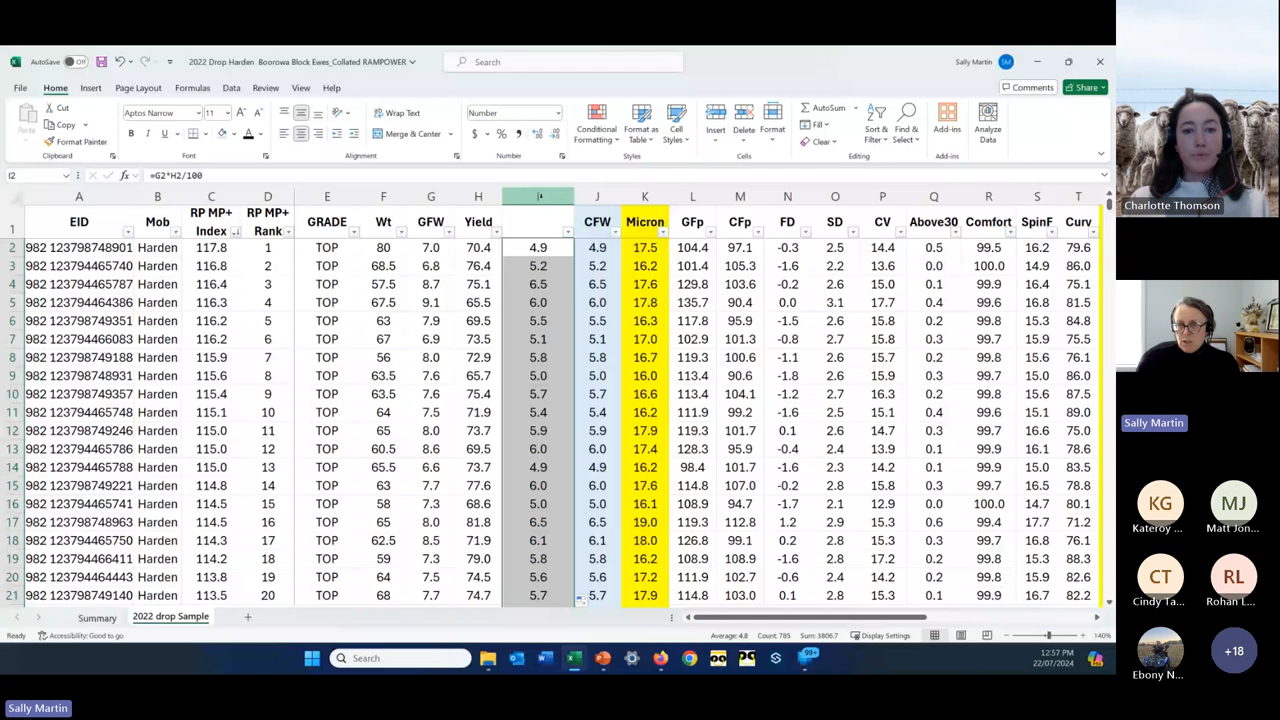 AutoSave Off 2022 Drop Harden Boorowa Block Ewes_Collated RAMPOWER Search Sally Martin SM
File Home Insert Draw Page Layout Formulas Data Review View Help Comments Share
Cut Copy Format Painter Paste Clipboard
Aptos Narrow 11 Font
Wrap Text Merge & Center Alignment
Number Number
Conditional Formatting Format as Table Cell Styles Styles
Insert Delete Format Cells
AutoSum Fill Clear Sort & Filter Find & Select Editing
Add-ins Add-ins Analyze Data
I2 =G2*H2/100
A B C D E F G H J K L M N O P Q R S T
1 EID Mob RP MP+ Index RP MP+ Rank GRADE Wt GFW Yield CFW Micron GFp CFp FD SD CV Above30 Comfort SpinF Curv
2 982 123798748901 Harden 117.8 1 TOP 80 7.0 70.4 4.9 4.9 17.5 104.4 97.1 -0.3 2.5 14.4 0.5 99.5 16.2 79.6
3 982 123794465740 Harden 116.8 2 TOP 68.5 6.8 76.4 5.2 5.2 16.2 101.4 105.3 -1.6 2.2 13.6 0.0 100.0 14.9 86.0
4 982 123794465787 Harden 116.4 3 TOP 57.5 8.7 75.1 6.5 6.5 17.6 129.8 103.6 -0.2 2.6 15.0 0.1 99.9 16.4 75.1
5 982 123794464386 Harden 116.3 4 TOP 67.5 9.1 65.5 6.0 6.0 17.8 135.7 90.4 0.0 3.1 17.7 0.4 99.6 16.8 81.5
6 982 123798749351 Harden 116.2 5 TOP 63 7.9 69.5 5.5 5.5 16.3 117.8 95.9 -1.5 2.6 15.8 0.2 99.8 15.3 84.8
7 982 123794466083 Harden 116.2 6 TOP 67 6.9 73.5 5.1 5.1 17.0 102.9 101.3 -0.8 2.7 15.8 0.2 99.8 15.9 75.5
8 982 123798749188 Harden 115.9 7 TOP 56 8.0 72.9 5.8 5.8 16.7 119.3 100.6 -1.1 2.6 15.7 0.2 99.8 15.6 76.1
9 982 123798748931 Harden 115.6 8 TOP 63.5 7.6 65.7 5.0 5.0 16.0 113.4 90.6 -1.8 2.6 15.9 0.3 99.7 15.0 86.0
10 982 123798749357 Harden 115.4 9 TOP 63.5 7.6 75.4 5.7 5.7 16.6 113.4 104.1 -1.2 2.7 16.3 0.2 99.8 15.6 87.5
11 982 123794465748 Harden 115.1 10 TOP 64 7.5 71.9 5.4 5.4 16.2 111.9 99.2 -1.6 2.5 15.1 0.4 99.6 15.1 89.0
12 982 123798749246 Harden 115.0 11 TOP 65 8.0 73.7 5.9 5.9 17.9 119.3 101.7 0.1 2.6 14.7 0.2 99.8 16.6 75.0
13 982 123794465786 Harden 115.0 12 TOP 60.5 8.6 69.5 6.0 6.0 17.4 128.3 95.9 -0.4 2.7 15.3 0.1 99.9 16.1 78.6
14 982 123794465788 Harden 115.0 13 TOP 65.5 6.6 73.7 4.9 4.9 16.2 98.4 101.7 -1.6 2.3 14.2 0.1 99.9 15.0 83.5
15 982 123798749221 Harden 114.8 14 TOP 63 7.7 77.6 6.0 6.0 17.6 114.8 107.0 -0.2 2.8 15.8 0.2 99.8 16.5 78.8
16 982 123794465741 Harden 114.5 15 TOP 58 7.3 68.6 5.0 5.0 16.1 108.9 94.7 -1.7 2.1 12.9 0.0 100.0 14.7 80.1
17 982 123798748963 Harden 114.5 16 TOP 65 8.0 81.8 6.5 6.5 19.0 119.3 112.8 1.2 2.9 15.3 0.6 99.4 17.7 71.2
18 982 123794465750 Harden 114.3 17 TOP 62.5 8.5 71.9 6.1 6.1 18.0 126.8 99.1 0.2 2.8 15.3 0.2 99.8 16.8 76.1
19 982 123794466411 Harden 114.2 18 TOP 59 7.3 79.0 5.8 5.8 16.2 108.9 108.9 -1.6 2.8 17.2 0.2 99.8 15.3 88.3
20 982 123794464443 Harden 113.8 19 TOP 64 7.5 74.5 5.6 5.6 17.2 111.9 102.7 -0.6 2.4 14.2 0.2 99.8 15.9 82.6
21 982 123798749140 Harden 113.5 20 TOP 68 7.7 74.7 5.7 5.7 17.9 114.8 103.0 0.1 2.8 15.3 0.3 99.7 16.6 82.2
Summary 2022 drop Sample
Ready Accessibility: Good to go Average: 4.8 Count: 785 Sum: 3806.7 Display Settings 140%
Search 99+ 12:57 PM
22/07/2024
Sally Martin
Charlotte Thomson
Sally Martin
KG MJ
Kateroy ... Matt Jon...
CT RL
Cindy Ta... Rohan L...
+18
Ebony N...